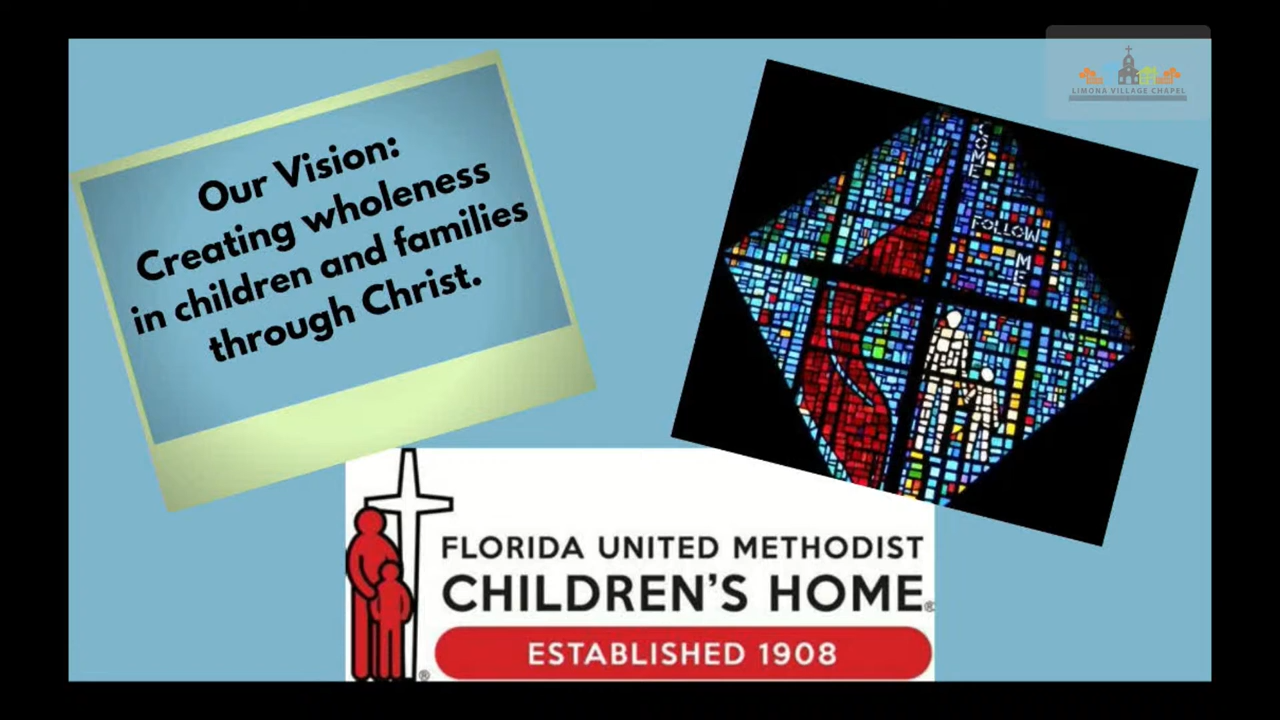 Our Vision:
Creating wholeness
in children and families
through Christ.
LIMONA VILLAGE CHAPEL
COME
FOLLOW
ME
FLORIDA UNITED METHODIST
CHILDREN'S HOME®
ESTABLISHED 1908
®